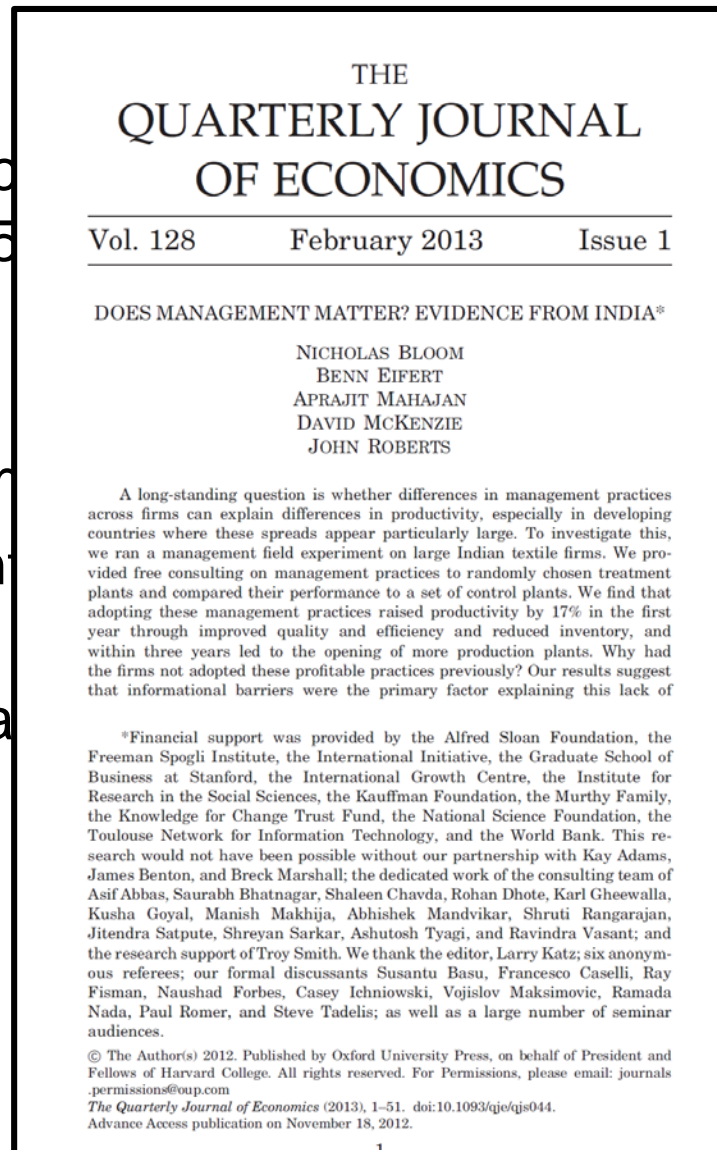 THE
QUARTERLY JOURNAL
OF ECONOMICS
Vol. 128 February 2013 Issue 1
DOES MANAGEMENT MATTER? EVIDENCE FROM INDIA*
NICHOLAS BLOOM
BENN EIFERT
APRAJIT MAHAJAN
DAVID MCKENZIE
JOHN ROBERTS
A long-standing question is whether differences in management practices
across firms can explain differences in productivity, especially in developing
countries where these spreads appear particularly large. To investigate this,
we ran a management field experiment on large Indian textile firms. We pro-
vided free consulting on management practices to randomly chosen treatment
plants and compared their performance to a set of control plants. We find that
adopting these management practices raised productivity by 17% in the first
year through improved quality and efficiency and reduced inventory, and
within three years led to the opening of more production plants. Why had
the firms not adopted these profitable practices previously? Our results suggest
that informational barriers were the primary factor explaining this lack of
*Financial support was provided by the Alfred Sloan Foundation, the
Freeman Spogli Institute, the International Initiative, the Graduate School of
Business at Stanford, the International Growth Centre, the Institute for
Research in the Social Sciences, the Kauffman Foundation, the Murthy Family,
the Knowledge for Change Trust Fund, the National Science Foundation, the
Toulouse Network for Information Technology, and the World Bank. This re-
search would not have been possible without our partnership with Kay Adams,
James Benton, and Breck Marshall; the dedicated work of the consulting team of
Asif Abbas, Saurabh Bhatnagar, Shaleen Chavda, Rohan Dhote, Karl Gheewalla,
Kusha Goyal, Manish Makhija, Abhishek Mandvikar, Shruti Rangarajan,
Jitendra Satpute, Shreyan Sarkar, Ashutosh Tyagi, and Ravindra Vasant; and
the research support of Troy Smith. We thank the editor, Larry Katz; six anonym-
ous referees; our formal discussants Susantu Basu, Francesco Caselli, Ray
Fisman, Naushad Forbes, Casey Ichniowski, Vojislov Maksimovic, Ramada
Nada, Paul Romer, and Steve Tadelis; as well as a large number of seminar
audiences.
© The Author(s) 2012. Published by Oxford University Press, on behalf of President and
Fellows of Harvard College. All rights reserved. For Permissions, please email: journals
.permissions@oup.com
The Quarterly Journal of Economics (2013), 1–51. doi:10.1093/qje/qjs044.
Advance Access publication on November 18, 2012.